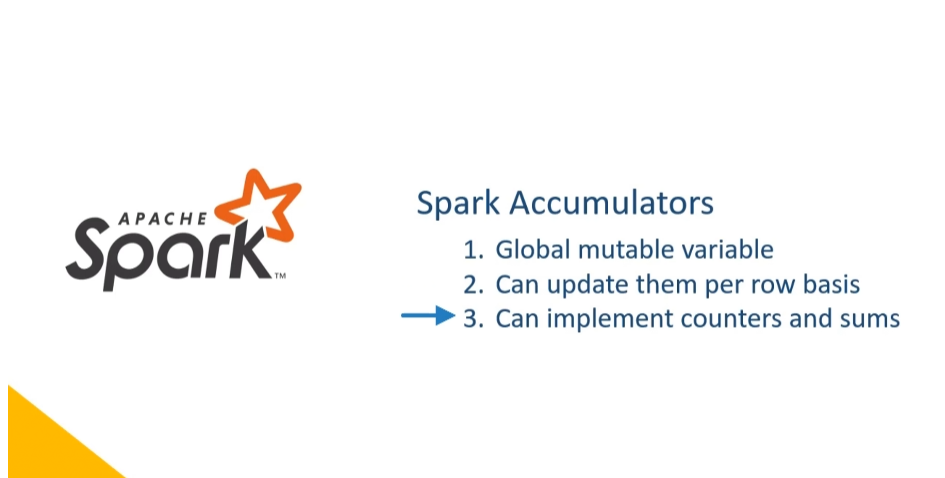 APACHE
Spark™
Spark Accumulators
1. Global mutable variable
2. Can update them per row basis
3. Can implement counters and sums